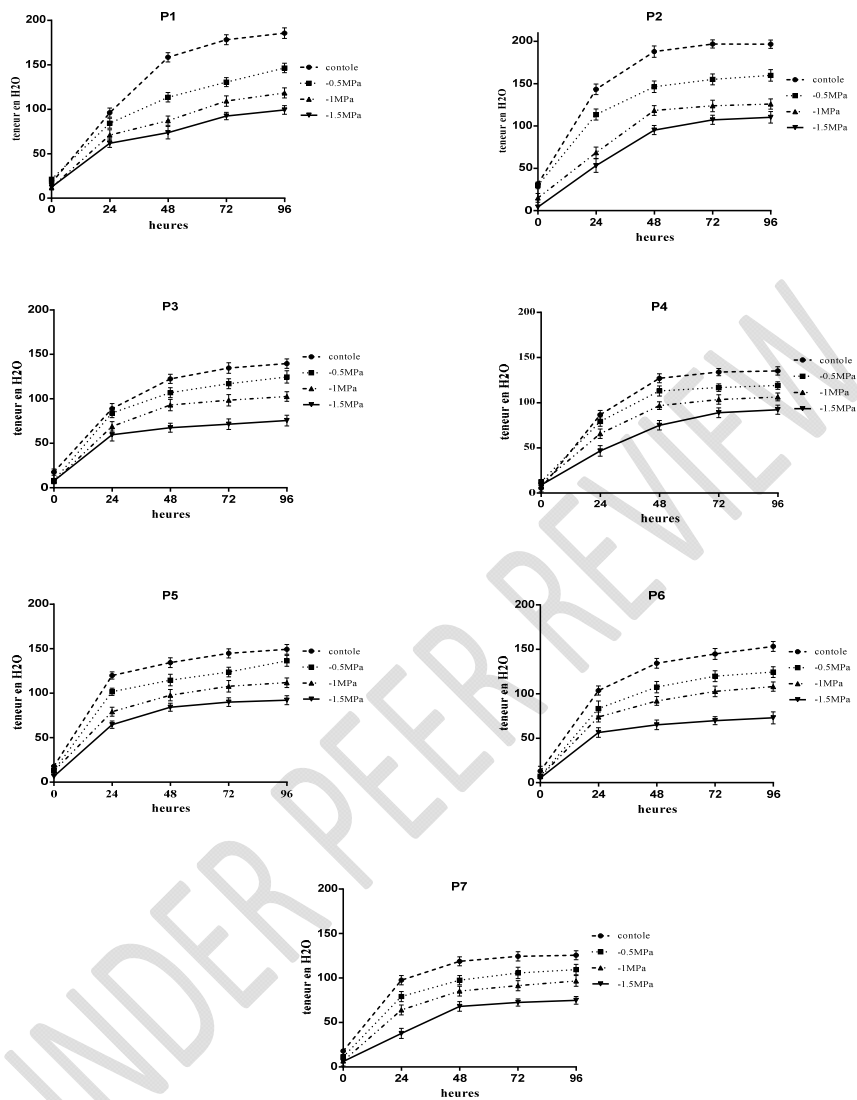 P1
teneur en H2O
200
150
100
50
0
0 24 48 72 96
heures
contole
-0.5MPa
-1MPa
-1.5MPa
P2
teneur en H2O
200
150
100
50
0
0 24 48 72 96
heures
contole
-0.5MPa
-1MPa
-1.5MPa
P3
teneur en H2O
200
150
100
50
0
0 24 48 72 96
heures
contole
-0.5MPa
-1MPa
-1.5MPa
P4
teneur en H2O
200
150
100
50
0
0 24 48 72 96
heures
contole
-0.5MPa
-1MPa
-1.5MPa
P5
teneur en H2O
200
150
100
50
0
0 24 48 72 96
heures
contole
-0.5MPa
-1MPa
-1.5MPa
P6
teneur en H2O
200
150
100
50
0
0 24 48 72 96
heures
contole
-0.5MPa
-1MPa
-1.5MPa
P7
teneur en H2O
200
150
100
50
0
0 24 48 72 96
heures
contole
-0.5MPa
-1MPa
-1.5MPa
UNDER PEER REVIEW